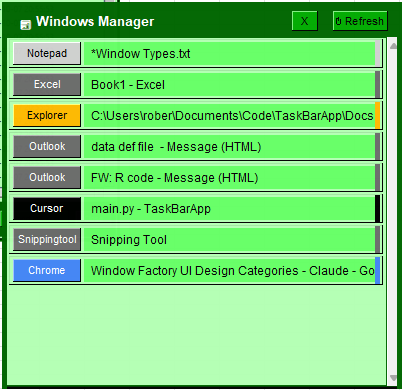 Windows Manager X Refresh
Notepad *Window Types.txt
Excel Book1 - Excel
Explorer C:\Users\rober\Documents\Code\TaskBarApp\Docs
Outlook data def file - Message (HTML)
Outlook FW: R code - Message (HTML)
Cursor main.py - TaskBarApp
Snippingtool Snipping Tool
Chrome Window Factory UI Design Categories - Claude - Go